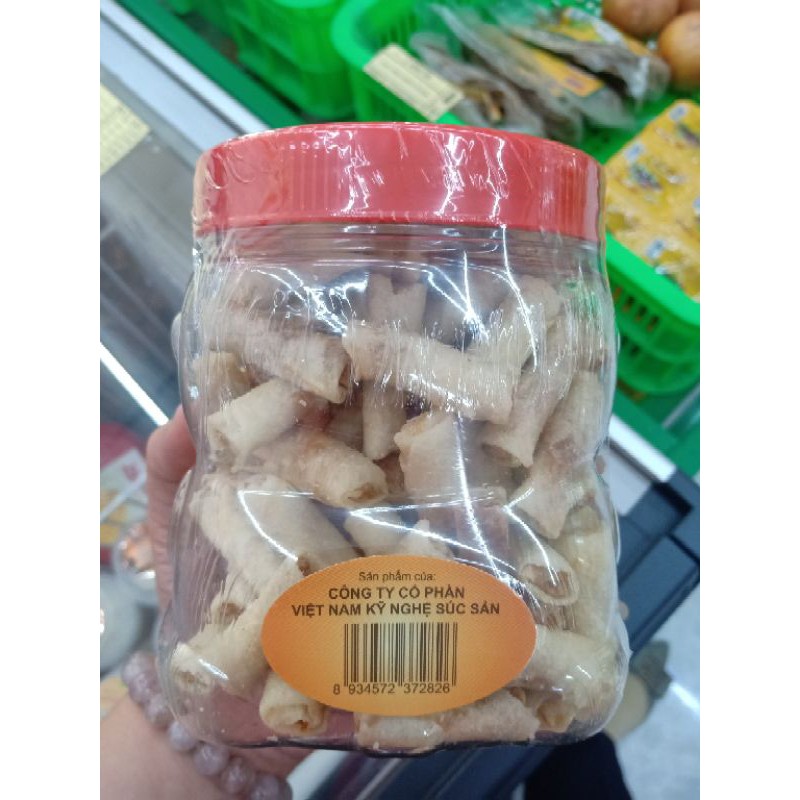 Sản phẩm của:
CÔNG TY CỔ PHẦN
VIỆT NAM KỸ NGHỆ SÚC SẢN
8 934572 372826